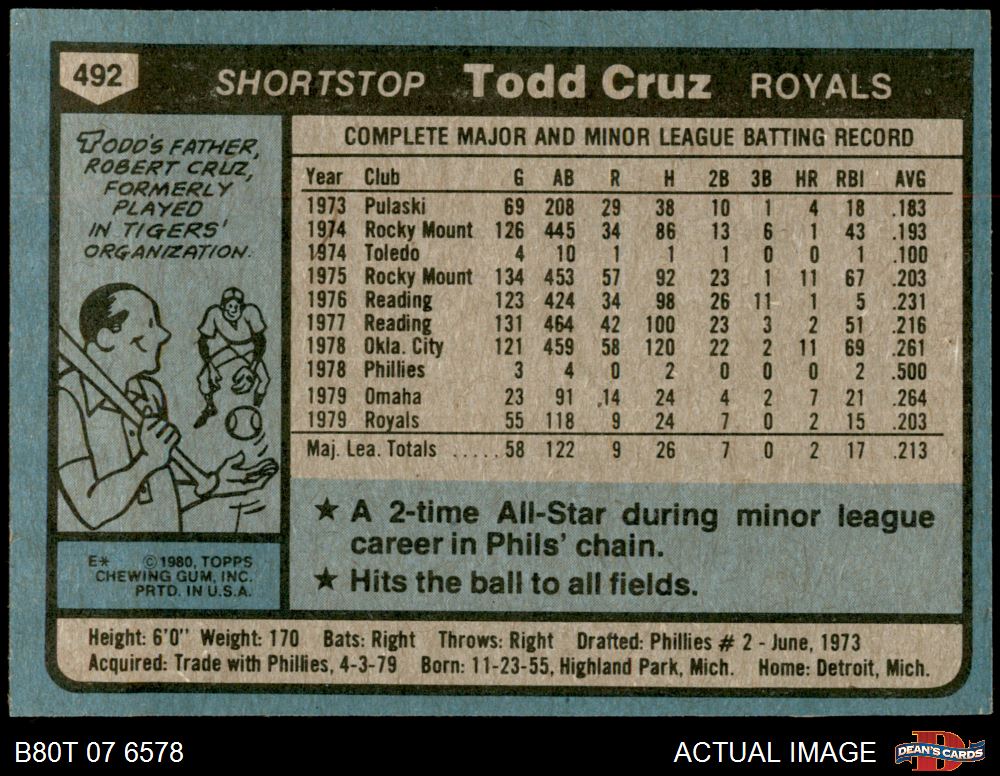 492 SHORTSTOP Todd Cruz ROYALS
TODD'S FATHER,
ROBERT CRUZ,
FORMERLY
PLAYED
IN TIGERS'
ORGANIZATION.
E* © 1980, TOPPS
CHEWING GUM, INC.
PRTD. IN U.S.A.
COMPLETE MAJOR AND MINOR LEAGUE BATTING RECORD
Year Club G AB R H 2B 3B HR RBI AVG
1973 Pulaski 69 208 29 38 10 1 4 18 .183
1974 Rocky Mount 126 445 34 86 13 6 1 43 .193
1974 Toledo 4 10 1 1 1 0 0 1 .100
1975 Rocky Mount 134 453 57 92 23 1 11 67 .203
1976 Reading 123 424 34 98 26 11 1 5 .231
1977 Reading 131 464 42 100 23 3 2 51 .216
1978 Okla. City 121 459 58 120 22 2 11 69 .261
1978 Phillies 3 4 0 2 0 0 0 2 .500
1979 Omaha 23 91 14 24 4 2 7 21 .264
1979 Royals 55 118 9 24 7 0 2 15 .203
Maj. Lea. Totals ..... 58 122 9 26 7 0 2 17 .213
★ A 2-time All-Star during minor league
career in Phils' chain.
★ Hits the ball to all fields.
Height: 6'0" Weight: 170 Bats: Right Throws: Right Drafted: Phillies # 2 - June, 1973
Acquired: Trade with Phillies, 4-3-79 Born: 11-23-55, Highland Park, Mich. Home: Detroit, Mich.
B80T 07 6578 ACTUAL IMAGE DEAN'S CARDS